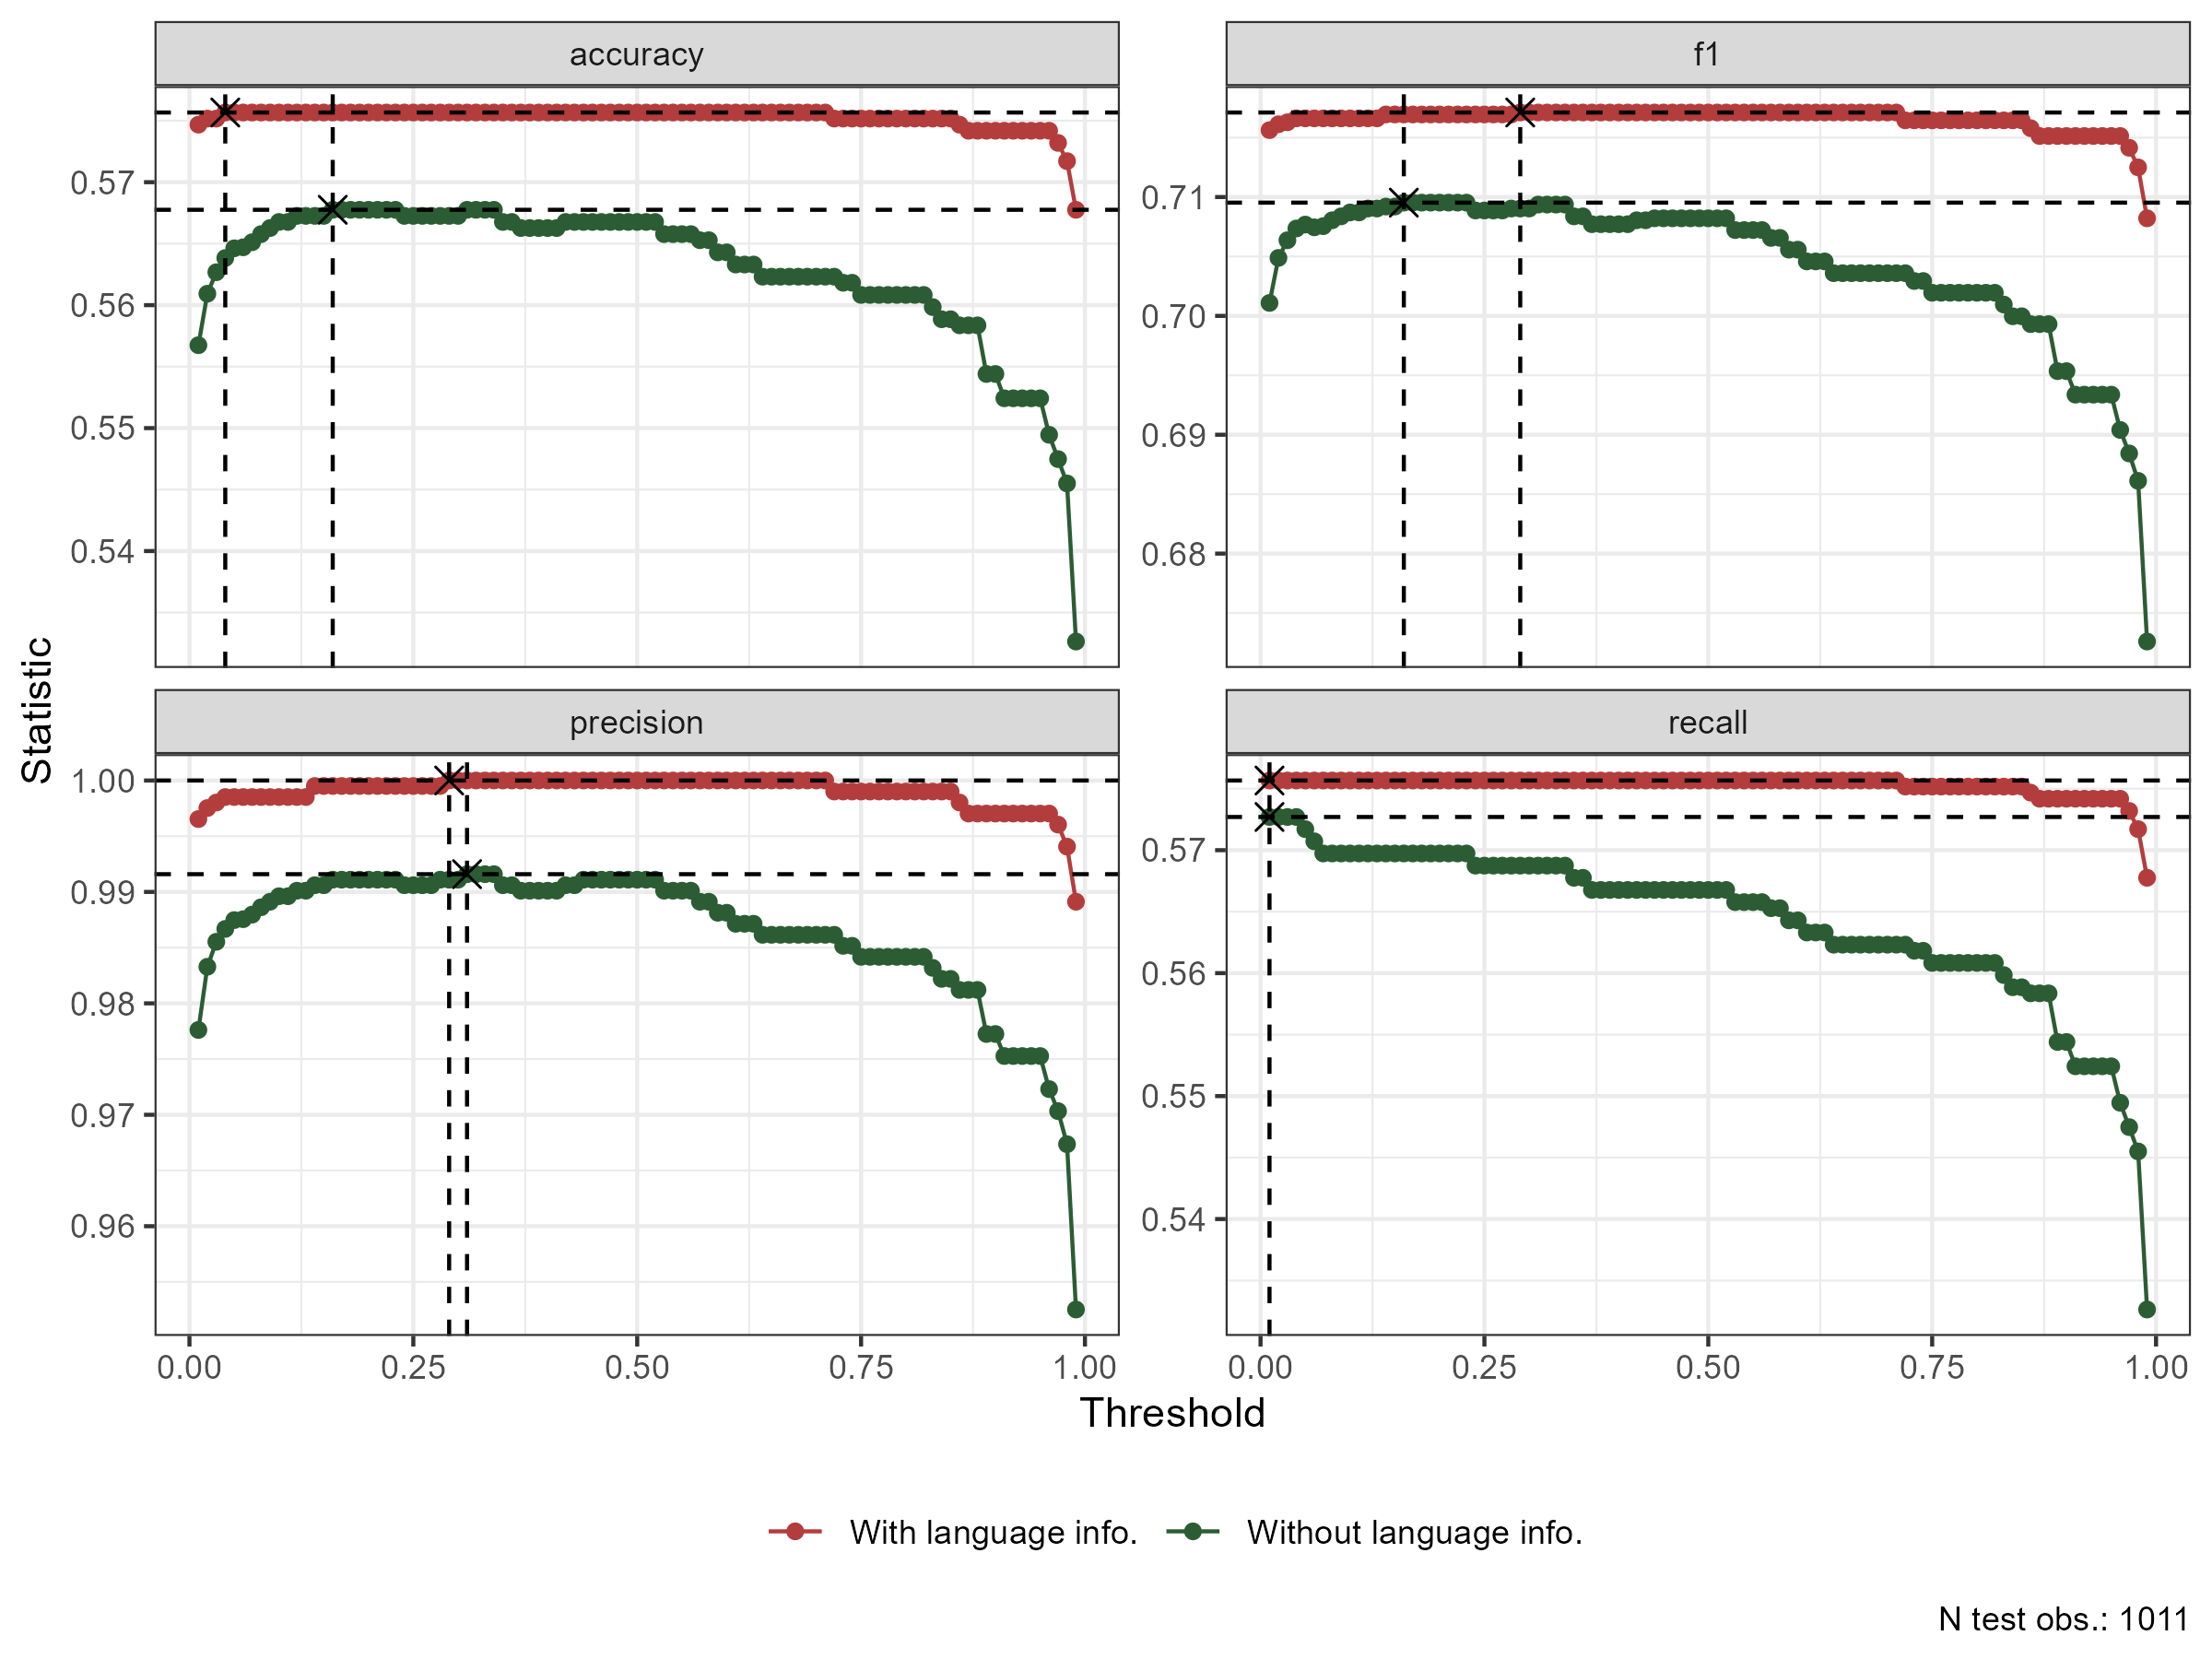 accuracy
f1
0.57
0.56
0.55
0.54
0.71
0.70
0.69
0.68
Statistic
precision
recall
1.00
0.99
0.98
0.97
0.96
0.57
0.56
0.55
0.54
0.00 0.25 0.50 0.75 1.00
0.00 0.25 0.50 0.75 1.00
Threshold
With language info. Without language info.
N test obs.: 1011